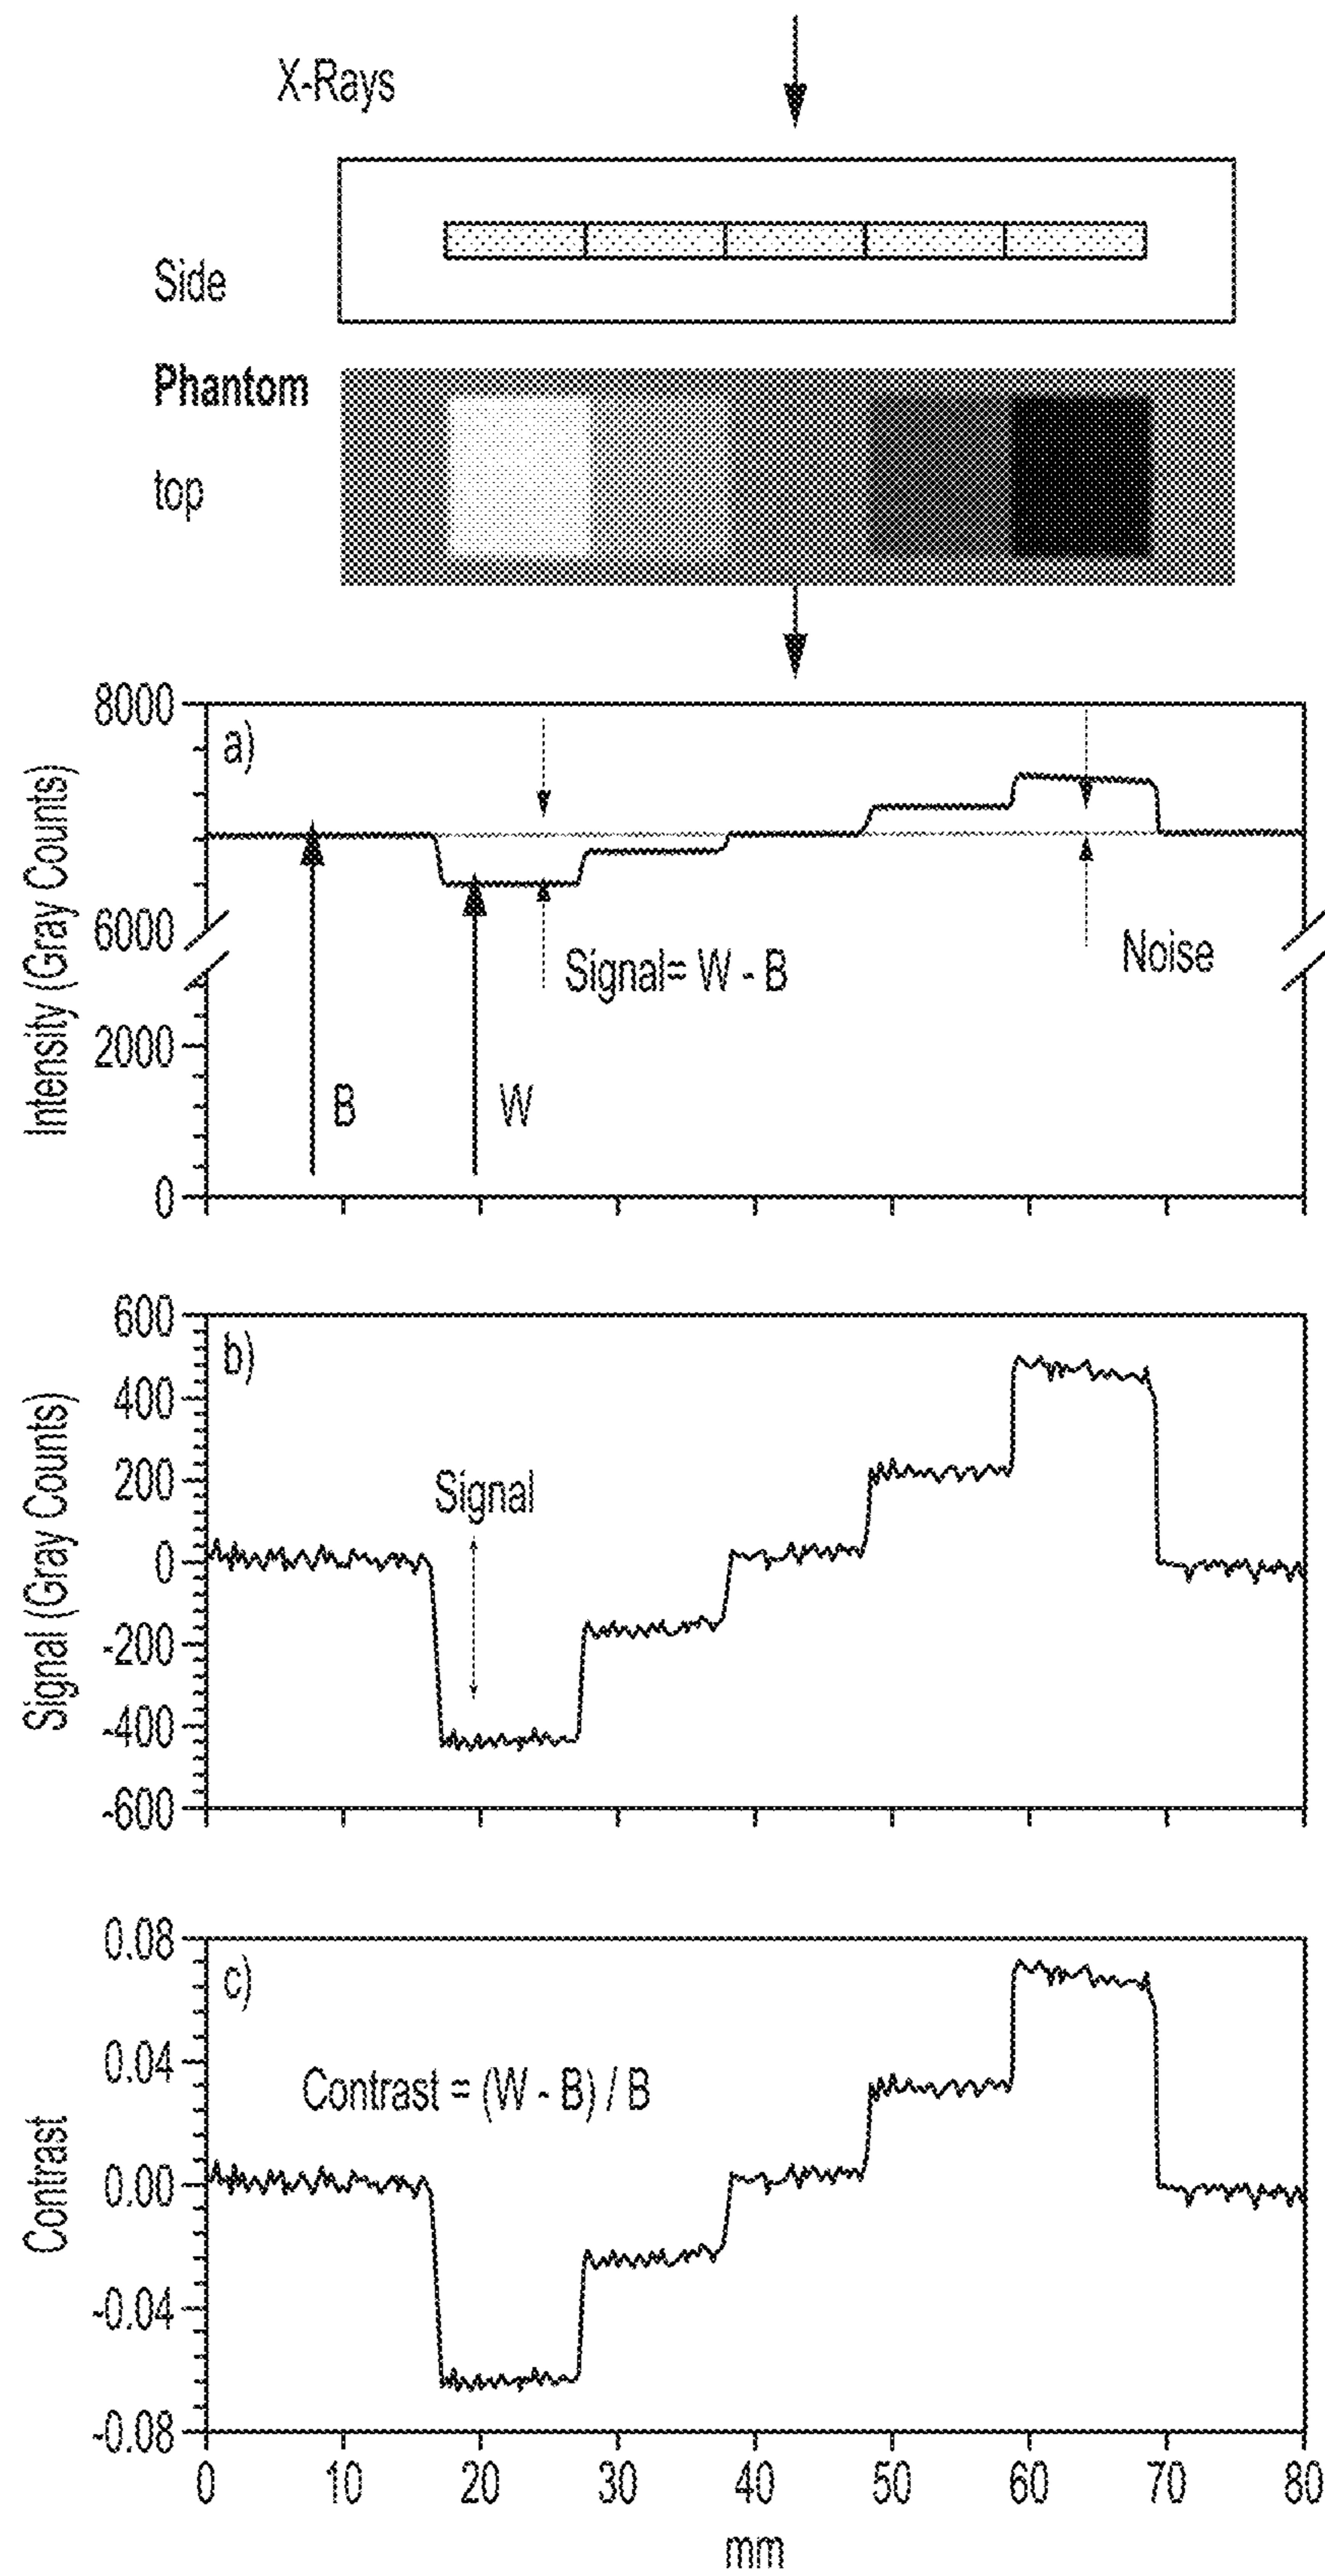 X-Rays
Side
Phantom
top
8000
a)
6000
Intensity (Gray Counts)
Signal= W - B
Noise
2000
B
W
0
600
b)
400
200
Signal
0
Signal (Gray Counts)
-200
-400
-600
0.08
c)
0.04
Contrast = (W - B) / B
Contrast
0.00
-0.04
-0.08
0 10 20 30 40 50 60 70 80
mm